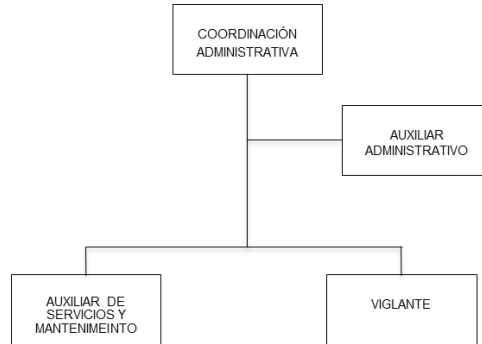 COORDINACIÓN
ADMINISTRATIVA
AUXILIAR
ADMINISTRATIVO
AUXILIAR DE
SERVICIOS Y
MANTENIMEINTO
VIGLANTE